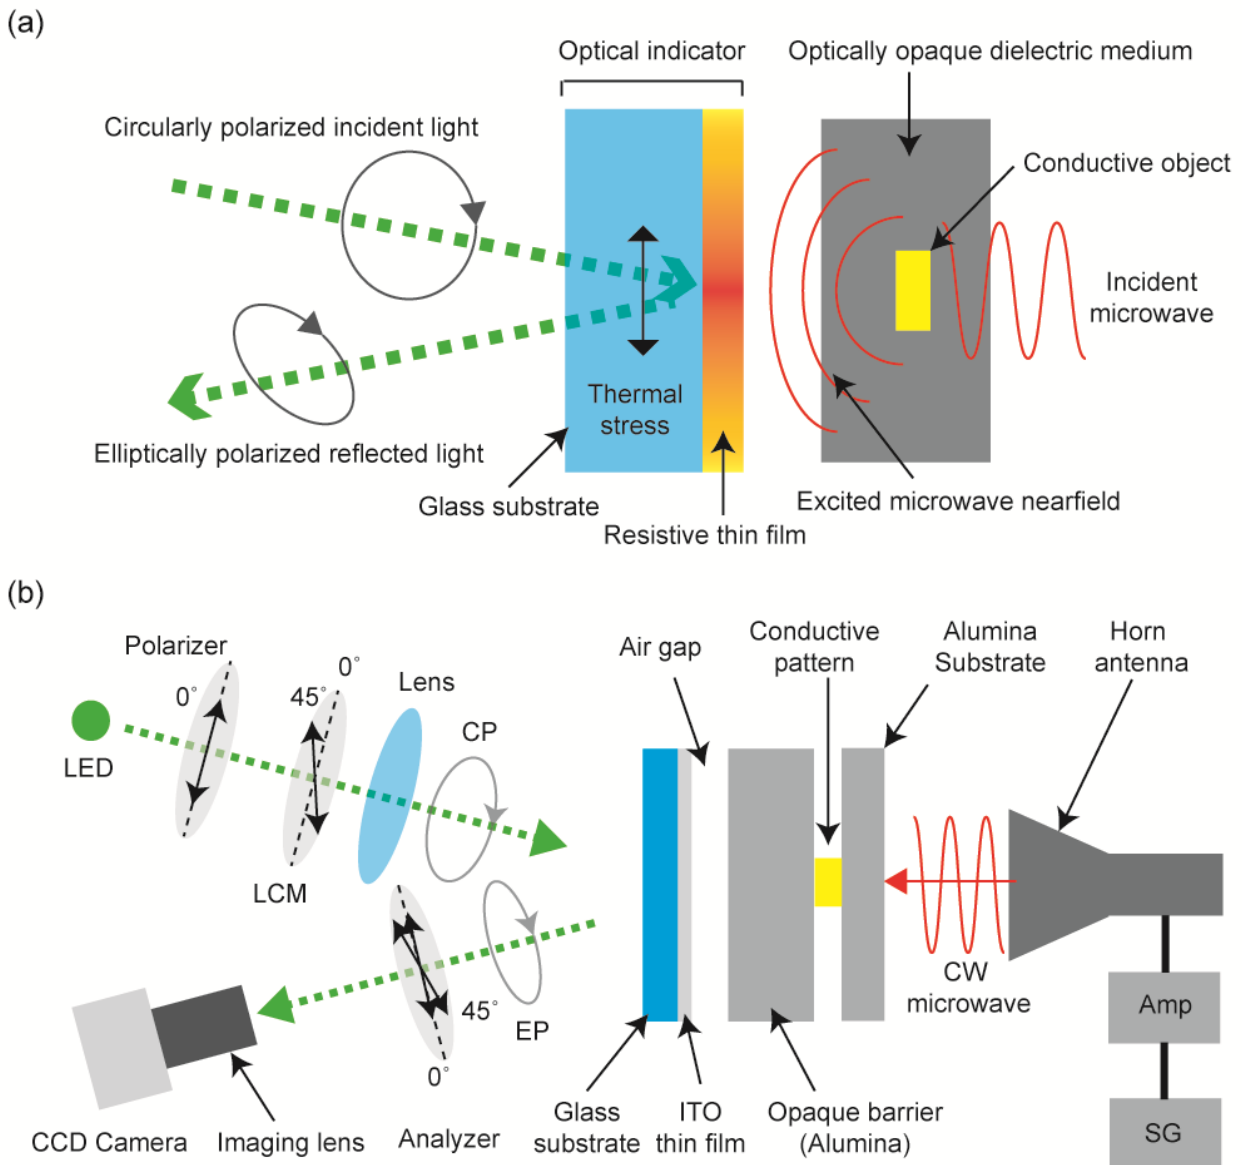 (a)
Optical indicator
Optically opaque dielectric medium
Circularly polarized incident light
Conductive object
Incident
microwave
Thermal
stress
Elliptically polarized reflected light
Glass substrate
Excited microwave nearfield
Resistive thin film
(b)
Polarizer
0°
45°
0°
Lens
CP
LED
LCM
Air gap
Conductive
pattern
Alumina
Substrate
Horn
antenna
CW
microwave
45°
0°
EP
Amp
SG
CCD Camera
Imaging lens
Analyzer
Glass
substrate
ITO
thin film
Opaque barrier
(Alumina)